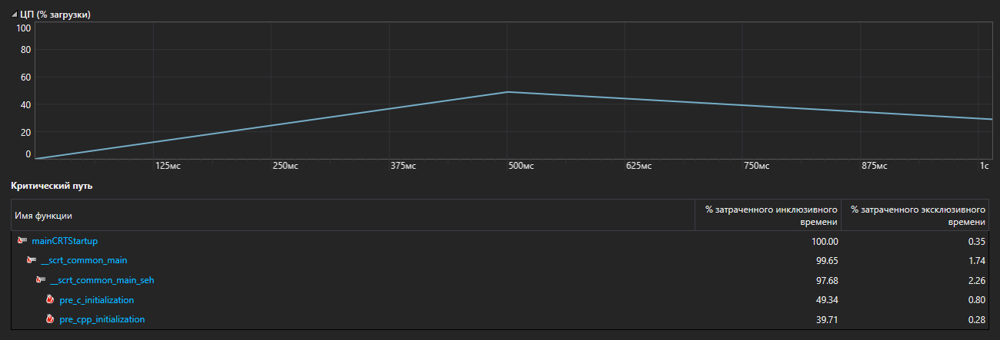 ЦП (% загрузки)
100
80
60
40
20
0
125мс 250мс 375мс 500мс 625мс 750мс 875мс 1с
Критический путь
Имя функции % затраченного инклюзивного времени % затраченного эксклюзивного времени
mainCRTStartup 100.00 0.35
__scrt_common_main 99.65 1.74
__scrt_common_main_seh 97.68 2.26
pre_c_initialization 49.34 0.80
pre_cpp_initialization 39.71 0.28